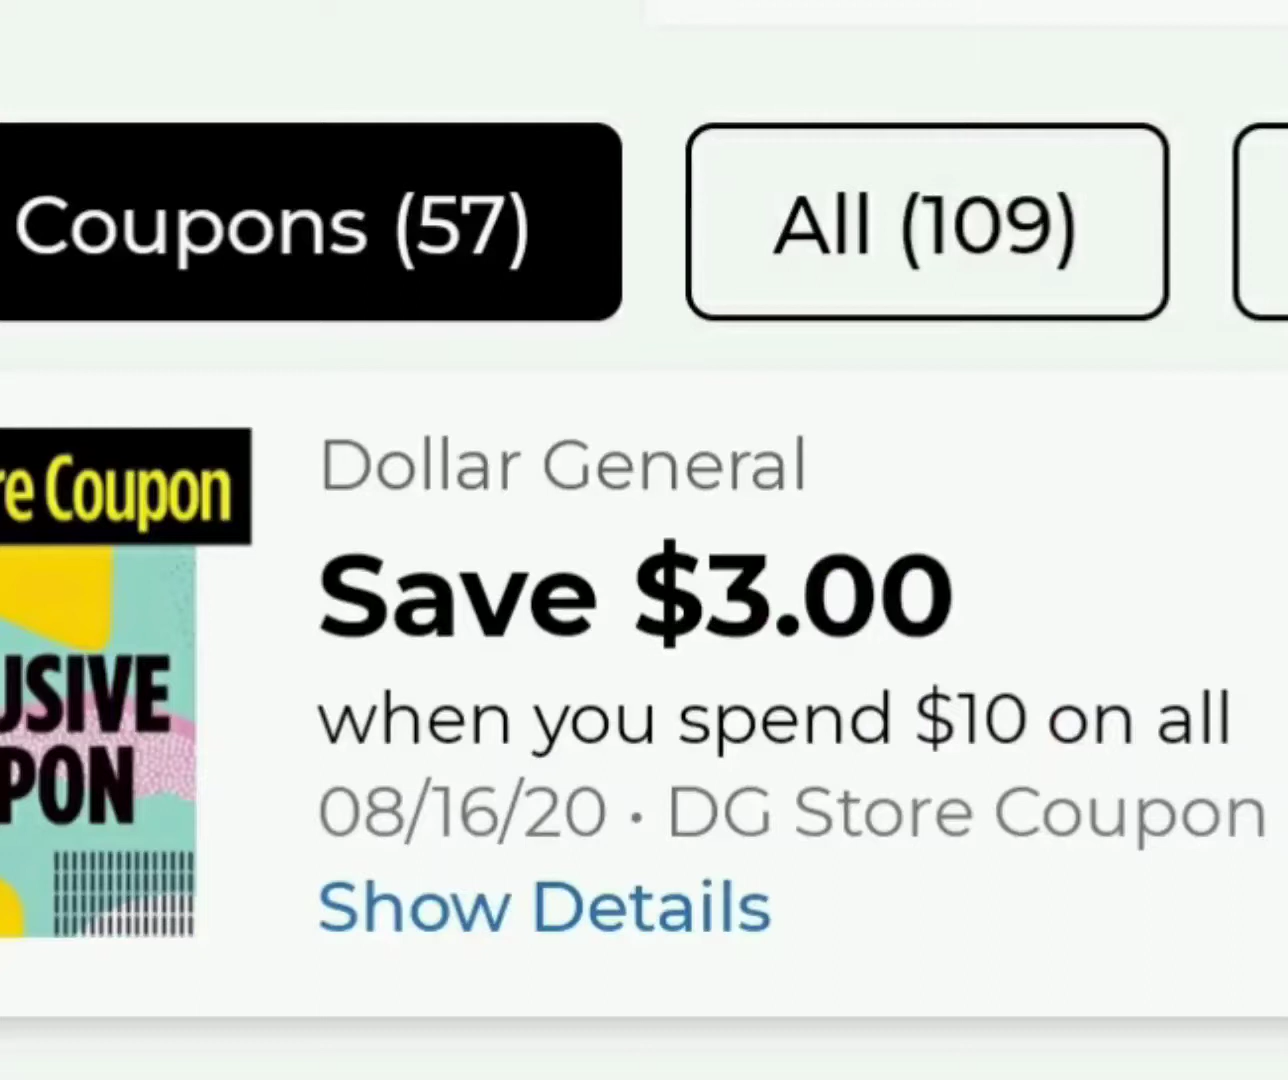 Coupons (57)
All (109)
re Coupon
USIVE
PON
Dollar General
Save $3.00
when you spend $10 on all
08/16/20 · DG Store Coupon
Show Details